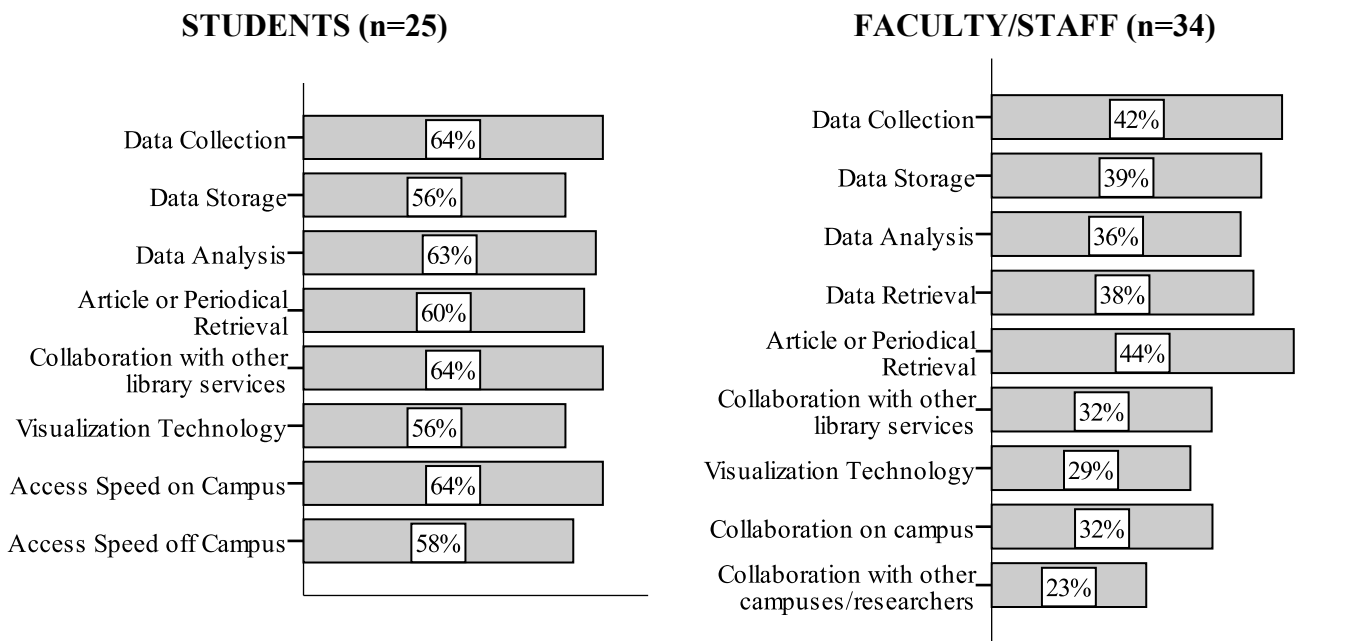 STUDENTS (n=25)
Data Collection
64%
Data Storage
56%
Data Analysis
63%
Article or Periodical
Retrieval
60%
Collaboration with other
library services
64%
Visualization Technology
56%
Access Speed on Campus
64%
Access Speed off Campus
58%
FACULTY/STAFF (n=34)
Data Collection
42%
Data Storage
39%
Data Analysis
36%
Data Retrieval
38%
Article or Periodical
Retrieval
44%
Collaboration with other
library services
32%
Visualization Technology
29%
Collaboration on campus
32%
Collaboration with other
campuses/researchers
23%